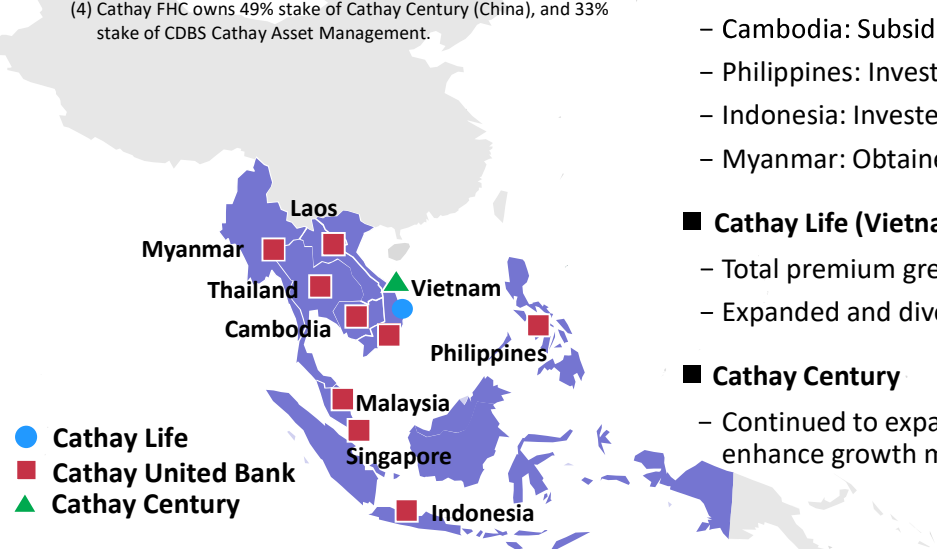 (4) Cathay FHC owns 49% stake of Cathay Century (China), and 33%
stake of CDBS Cathay Asset Management.
Laos
Myanmar
Thailand
Vietnam
Cambodia
Philippines
Malaysia
Singapore
Indonesia
Cathay Life
Cathay United Bank
Cathay Century
– Cambodia: Subsid
– Philippines: Invest
– Indonesia: Investe
– Myanmar: Obtaine
■ Cathay Life (Vietna
– Total premium gre
– Expanded and dive
■ Cathay Century
– Continued to expa
enhance growth m